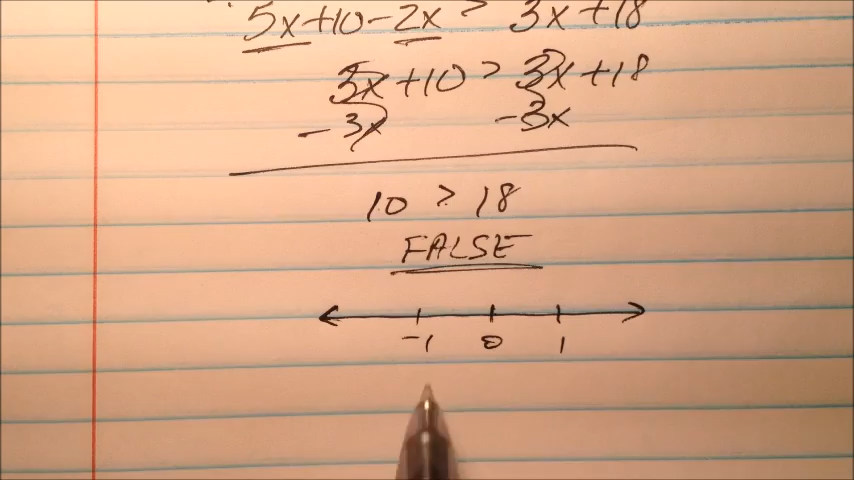 5x+10-2x > 3x+18
3x+10 > 3x+18
-3x -3x
10 > 18
FALSE
-1 0 1